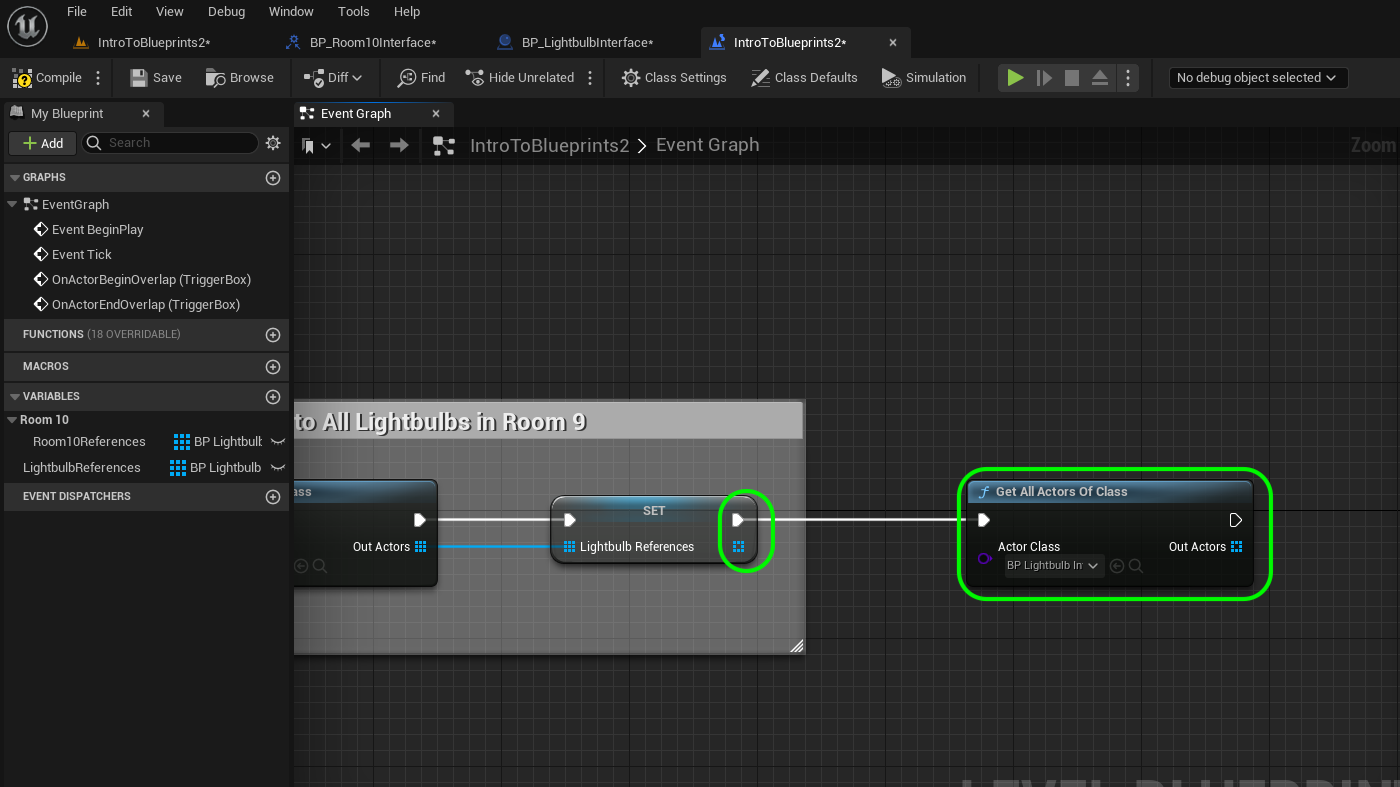 File Edit View Debug Window Tools Help
IntroToBlueprints2* BP_Room10Interface* BP_LightbulbInterface* IntroToBlueprints2*
Compile Save Browse Diff Find Hide Unrelated Class Settings Class Defaults Simulation No debug object selected
My Blueprint
Event Graph
Add Search
IntroToBlueprints2 > Event Graph
Zoom
GRAPHS
EventGraph
Event BeginPlay
Event Tick
OnActorBeginOverlap (TriggerBox)
OnActorEndOverlap (TriggerBox)
FUNCTIONS (18 OVERRIDABLE)
MACROS
VARIABLES
Room 10
Room10References BP Lightbulb
LightbulbReferences BP Lightbulb
EVENT DISPATCHERS
to All Lightbulbs in Room 9
ass
Out Actors
SET
Lightbulb References
f Get All Actors Of Class
Actor Class Out Actors
BP Lightbulb In
LEVEL BLUEPRINT